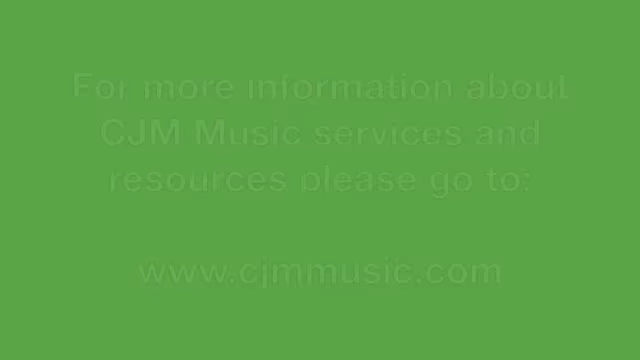 For more information about
CJM Music services and
resources please go to:
www.cjmmusic.com